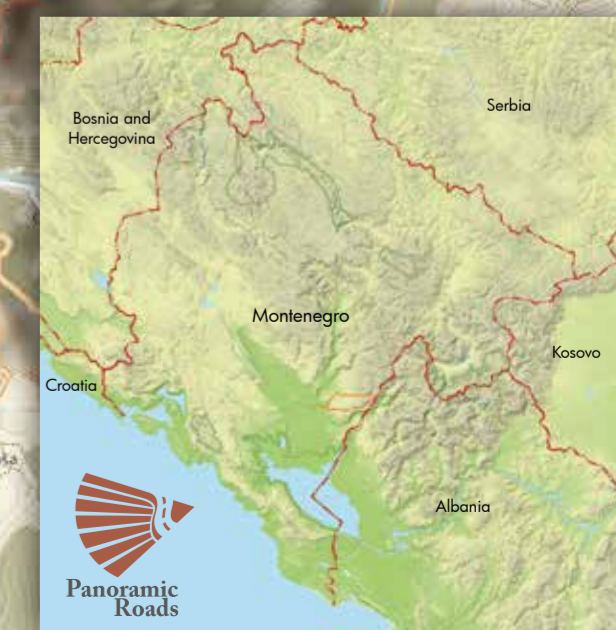 Serbia
Bosnia and
Hercegovina
Montenegro
Kosovo
Croatia
Albania
Panoramic
Roads